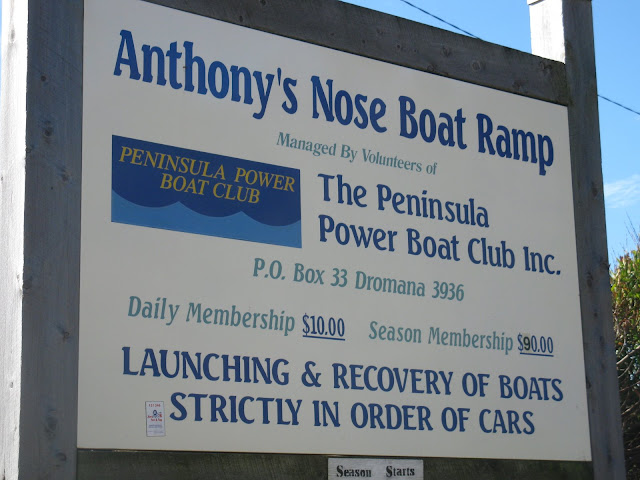 Anthony's Nose Boat Ramp
Managed By Volunteers of
PENINSULA POWER
BOAT CLUB
The Peninsula
Power Boat Club Inc.
P.O. Box 33 Dromana 3936
Daily Membership $10.00 Season Membership $90.00
LAUNCHING & RECOVERY OF BOATS
STRICTLY IN ORDER OF CARS
Season Starts